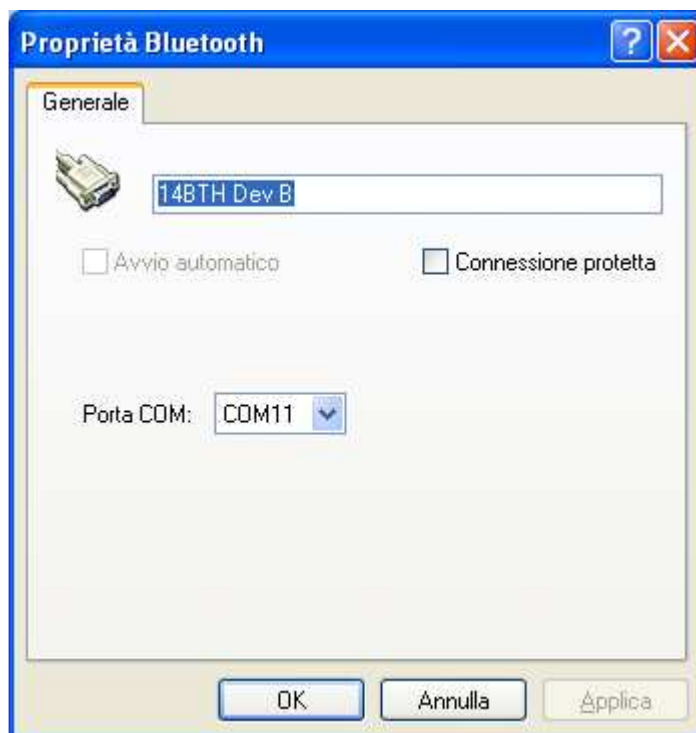 Proprietà Bluetooth
Generale
14BTH Dev B
Avvio automatico
Connessione protetta
Porta COM: COM11
OK
Annulla
Applica